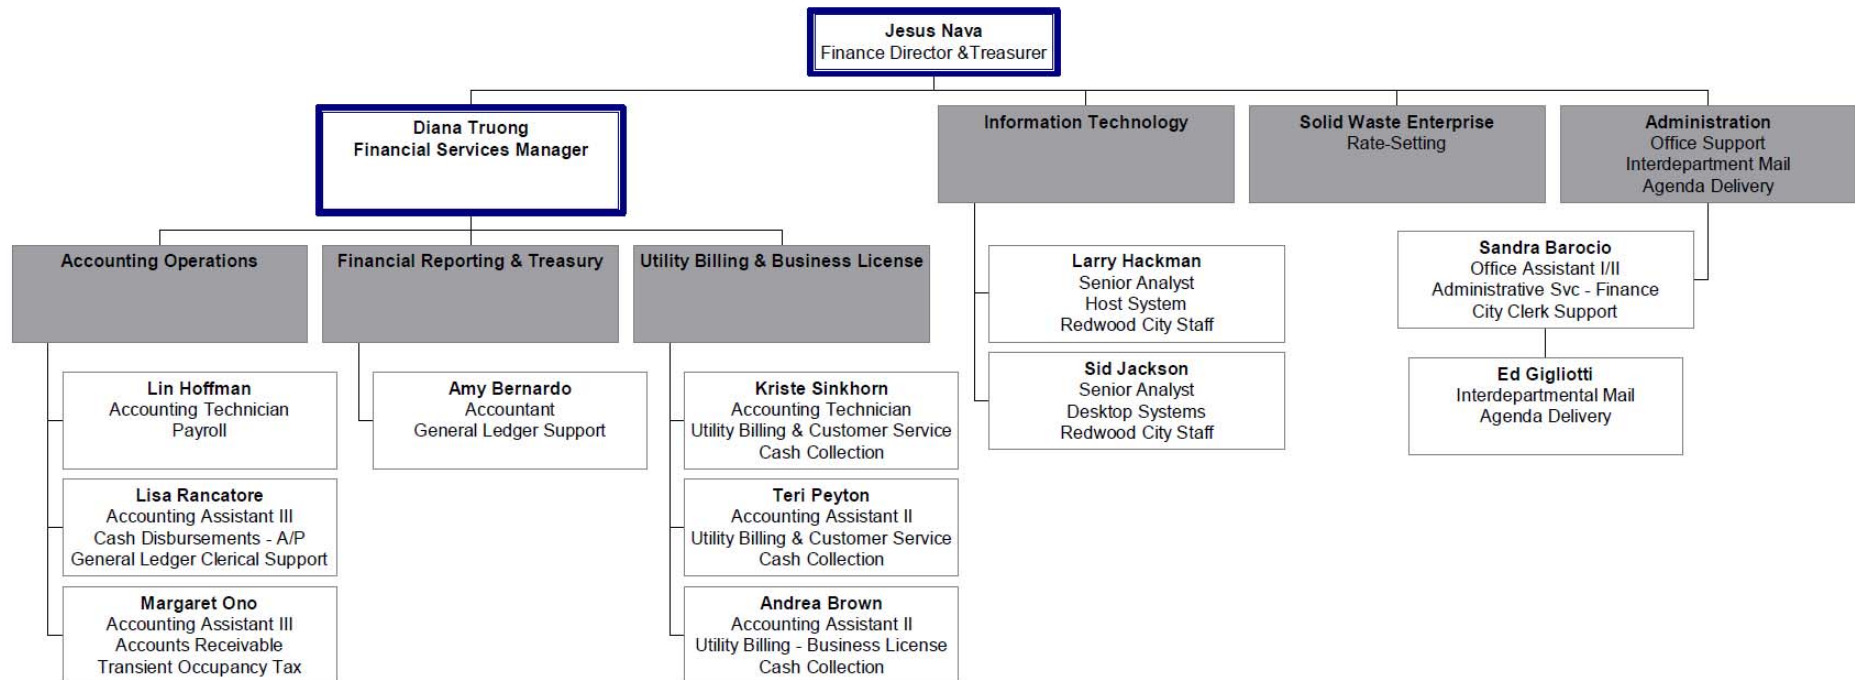 Jesus Nava
Finance Director &Treasurer
Diana Truong
Financial Services Manager
Information Technology
Solid Waste Enterprise
Rate-Setting
Administration
Office Support
Interdepartment Mail
Agenda Delivery
Accounting Operations
Financial Reporting & Treasury
Utility Billing & Business License
Lin Hoffman
Accounting Technician
Payroll
Lisa Rancatore
Accounting Assistant III
Cash Disbursements - A/P
General Ledger Clerical Support
Margaret Ono
Accounting Assistant III
Accounts Receivable
Transient Occupancy Tax
Amy Bernardo
Accountant
General Ledger Support
Kriste Sinkhorn
Accounting Technician
Utility Billing & Customer Service
Cash Collection
Teri Peyton
Accounting Assistant II
Utility Billing & Customer Service
Cash Collection
Andrea Brown
Accounting Assistant II
Utility Billing - Business License
Cash Collection
Larry Hackman
Senior Analyst
Host System
Redwood City Staff
Sid Jackson
Senior Analyst
Desktop Systems
Redwood City Staff
Sandra Barocio
Office Assistant I/II
Administrative Svc - Finance
City Clerk Support
Ed Gigliotti
Interdepartmental Mail
Agenda Delivery